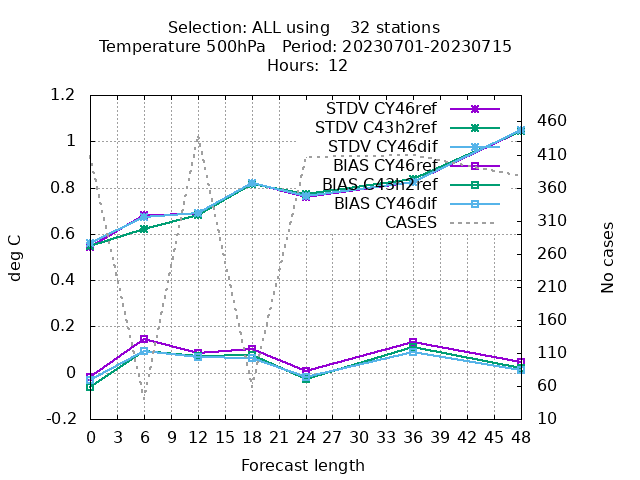 Selection: ALL using    32 stations
Temperature 500hPa   Period: 20230701-20230715
Hours:  12
STDV CY46ref
STDV C43h2ref
STDV CY46dif
BIAS CY46ref
BIAS C43h2ref
BIAS CY46dif
CASES
1.2
1
0.8
0.6
0.4
0.2
0
-0.2
deg C
460
410
360
310
260
210
160
110
60
10
No cases
0 3 6 9 12 15 18 21 24 27 30 33 36 39 42 45 48
Forecast length